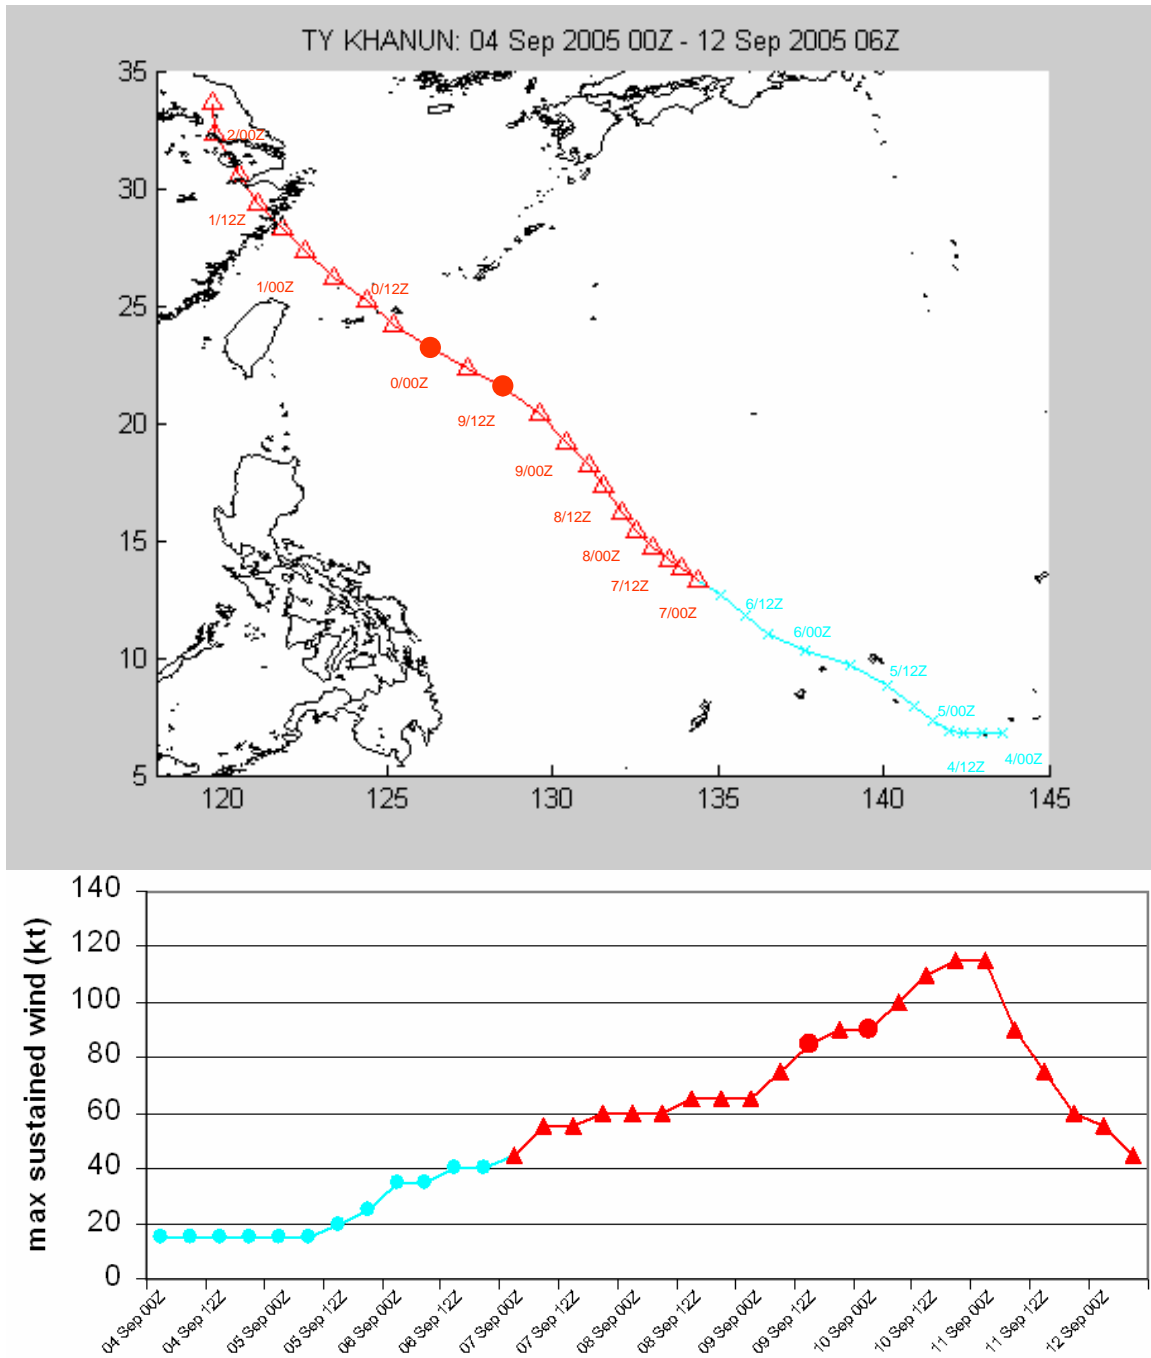 TY KHANUN: 04 Sep 2005 00Z - 12 Sep 2005 06Z
35
2/00Z
30
1/12Z
1/00Z
0/12Z
25
0/00Z
9/12Z
20
9/00Z
8/12Z
15
8/00Z
7/12Z
7/00Z
6/12Z
6/00Z
10
5/12Z
5/00Z
4/12Z
4/00Z
5
120 125 130 135 140 145
max sustained wind (kt)
140
120
100
80
60
40
20
0
04 Sep 00Z
04 Sep 12Z
05 Sep 00Z
05 Sep 12Z
06 Sep 00Z
06 Sep 12Z
07 Sep 00Z
07 Sep 12Z
08 Sep 00Z
08 Sep 12Z
09 Sep 00Z
09 Sep 12Z
10 Sep 00Z
10 Sep 12Z
11 Sep 00Z
11 Sep 12Z
12 Sep 00Z